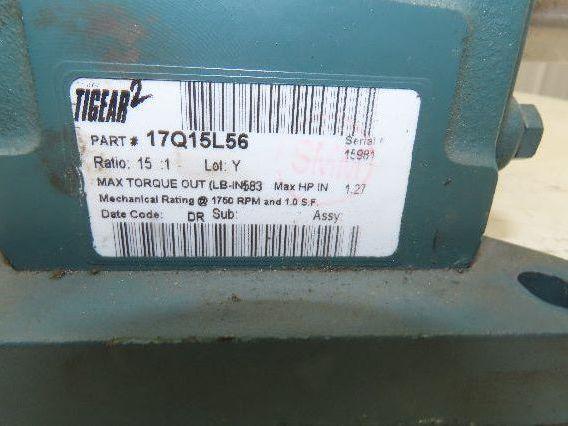 TIGEAR2
PART # 17Q15L56
Serial #
15981
Ratio: 15 :1 Lot: Y
MAX TORQUE OUT (LB-IN 583 Max HP IN 1.27
Mechanical Rating @ 1750 RPM and 1.0 S.F.
Date Code: DR Sub: Assy: